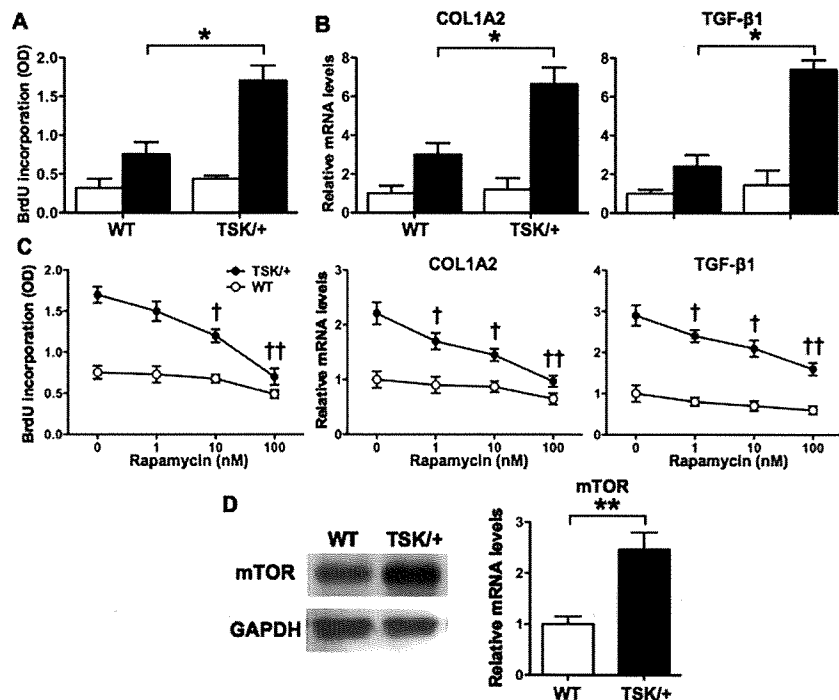 A
BrdU incorporation (OD)
2.0
1.5
1.0
0.5
0.0
WT TSK/+
*
B
COL1A2
Relative mRNA levels
8
6
4
2
0
WT TSK/+
*
TGF-β1
8
6
4
2
0
*
C
BrdU incorporation (OD)
2.0
1.5
1.0
0.5
0.0
TSK/+
WT
†
††
0 1 10 100
Rapamycin (nM)
COL1A2
Relative mRNA levels
3
2
1
0
†
†
††
0 1 10 100
Rapamycin (nM)
TGF-β1
4
3
2
1
0
†
†
††
0 1 10 100
Rapamycin (nM)
D
WT TSK/+
mTOR
GAPDH
mTOR
**
Relative mRNA levels
3
2
1
0
WT TSK/+